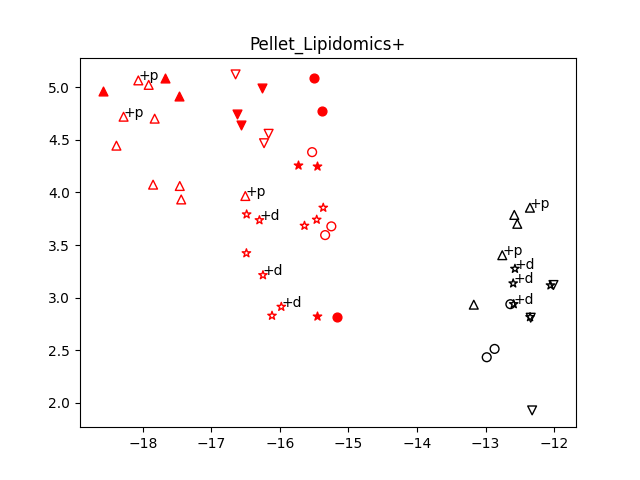 Pellet_Lipidomics+
5.0
4.5
4.0
3.5
3.0
2.5
2.0
+p
+p
+p
+p
+d
+p
+d
+d
+d
+d
+d
−18
−17
−16
−15
−14
−13
−12